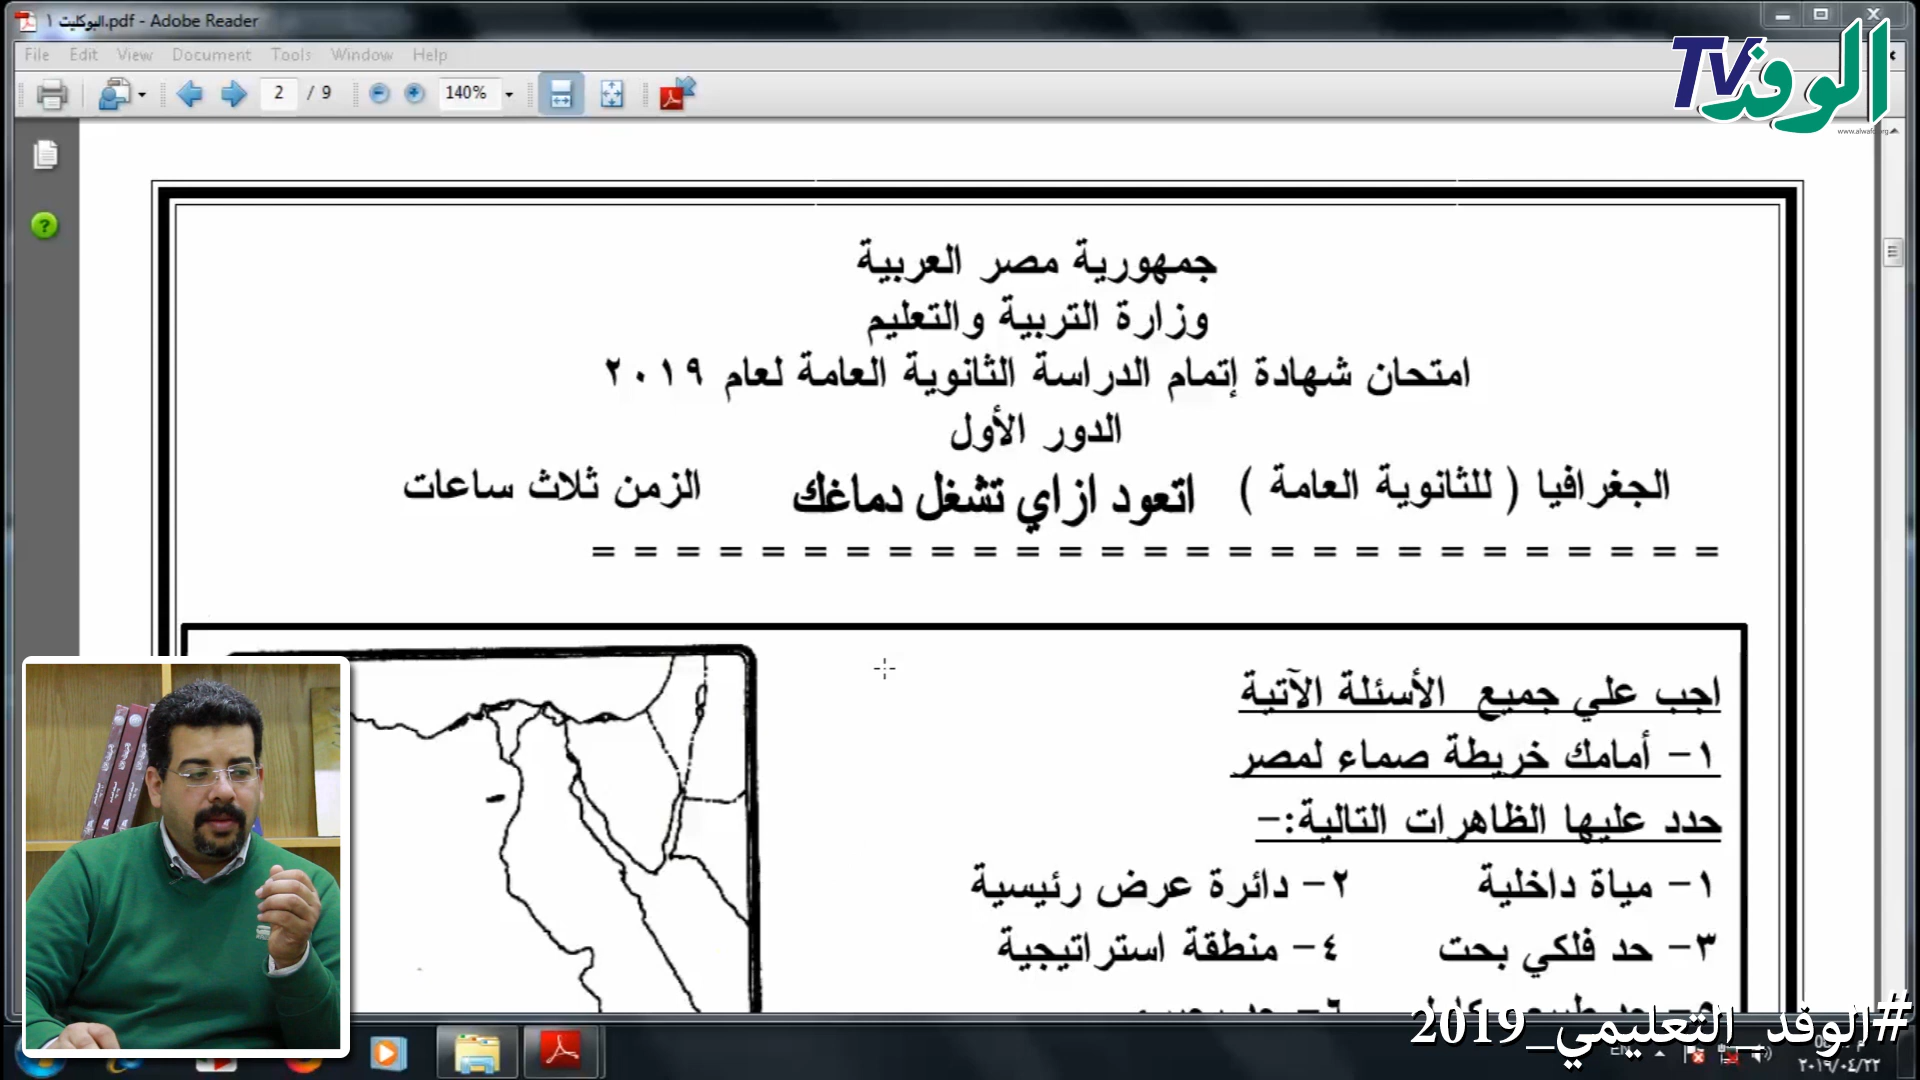 البوكليت ١.pdf - Adobe Reader
File Edit View Document Tools Window Help
2 / 9 140%
TV الوفد
جمهورية مصر العربية
وزارة التربية والتعليم
امتحان شهادة إتمام الدراسة الثانوية العامة لعام ٢٠١٩
الدور الأول
الجغرافيا ( للثانوية العامة ) اتعود ازاي تشغل دماغك الزمن ثلاث ساعات
= = = = = = = = = = = = = = = = = = = = = = = = = = =
اجب علي جميع الأسئلة الآتية
١- أمامك خريطة صماء لمصر
حدد عليها الظاهرات التالية:-
١- مياة داخلية ٢- دائرة عرض رئيسية
٣- حد فلكي بحت ٤- منطقة استراتيجية
#الوفد_التعليمي_2019
EN
٢٠١٩/٠٤/٢٢